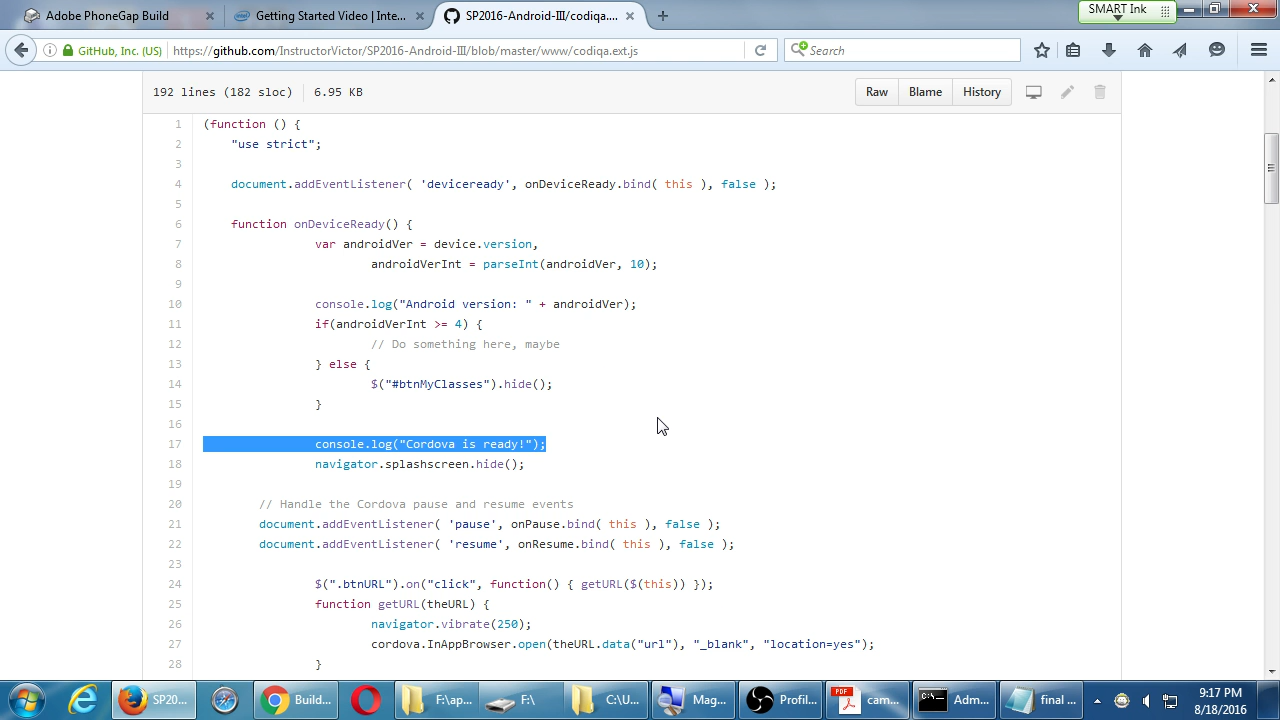 Adobe PhoneGap Build
Getting Started Video | Inte...
SP2016-Android-III/codiqa....
SMART Ink
GitHub, Inc. (US)
https://github.com/InstructorVictor/SP2016-Android-III/blob/master/www/codiqa.ext.js
Search
192 lines (182 sloc) 6.95 KB
Raw Blame History
1 (function () {
2 "use strict";
3
4 document.addEventListener( 'deviceready', onDeviceReady.bind( this ), false );
5
6 function onDeviceReady() {
7 var androidVer = device.version,
8 androidVerInt = parseInt(androidVer, 10);
9
10 console.log("Android version: " + androidVer);
11 if(androidVerInt >= 4) {
12 // Do something here, maybe
13 } else {
14 $("#btnMyClasses").hide();
15 }
16
17 console.log("Cordova is ready!");
18 navigator.splashscreen.hide();
19
20 // Handle the Cordova pause and resume events
21 document.addEventListener( 'pause', onPause.bind( this ), false );
22 document.addEventListener( 'resume', onResume.bind( this ), false );
23
24 $(".btnURL").on("click", function() { getURL($(this)) });
25 function getURL(theURL) {
26 navigator.vibrate(250);
27 cordova.InAppBrowser.open(theURL.data("url"), "_blank", "location=yes");
28 }
SP20...
Build...
F:\ap...
F:\
C:\U...
Mag...
Profil...
PDF
cam...
Adm...
final ...
9:17 PM
8/18/2016